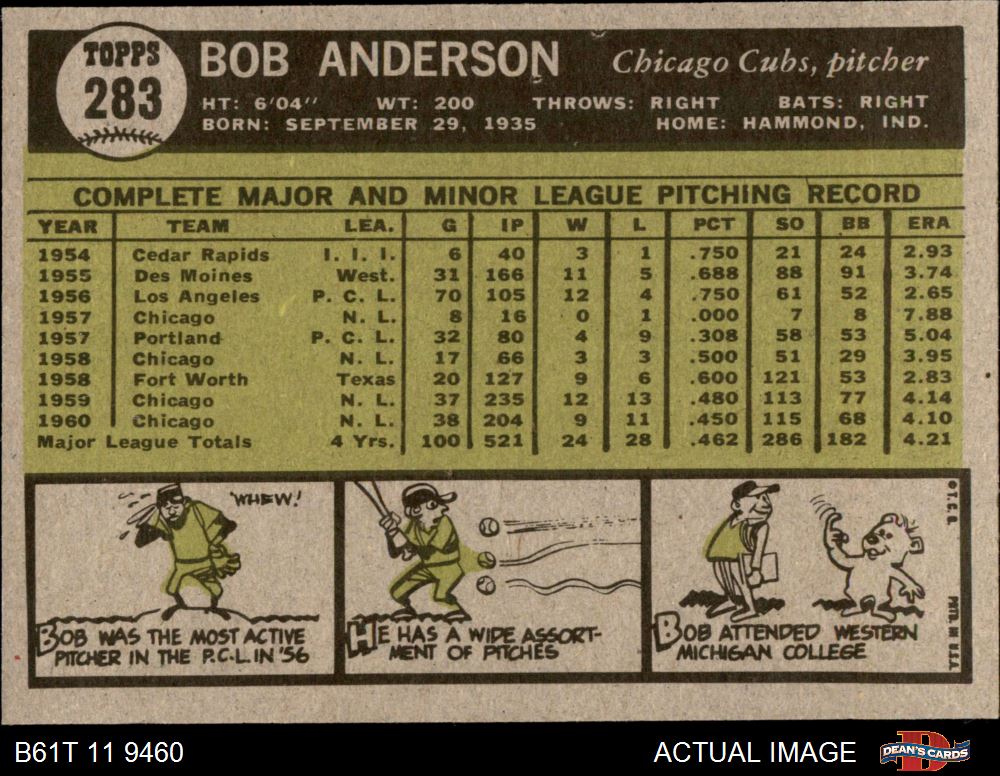 TOPPS
283
BOB ANDERSON Chicago Cubs, pitcher
HT: 6'04" WT: 200 THROWS: RIGHT BATS: RIGHT
BORN: SEPTEMBER 29, 1935 HOME: HAMMOND, IND.
COMPLETE MAJOR AND MINOR LEAGUE PITCHING RECORD
YEAR TEAM LEA. G IP W L PCT SO BB ERA
1954 Cedar Rapids I. I. I. 6 40 3 1 .750 21 24 2.93
1955 Des Moines West. 31 166 11 5 .688 88 91 3.74
1956 Los Angeles P. C. L. 70 105 12 4 .750 61 52 2.65
1957 Chicago N. L. 8 16 0 1 .000 7 8 7.88
1957 Portland P. C. L. 32 80 4 9 .308 58 53 5.04
1958 Chicago N. L. 17 66 3 3 .500 51 29 3.95
1958 Fort Worth Texas 20 127 9 6 .600 121 53 2.83
1959 Chicago N. L. 37 235 12 13 .480 113 77 4.14
1960 Chicago N. L. 38 204 9 11 .450 115 68 4.10
Major League Totals 4 Yrs. 100 521 24 28 .462 286 182 4.21
'WHEW!
BOB WAS THE MOST ACTIVE
PITCHER IN THE P.C.L. IN '56
HE HAS A WIDE ASSORT-
MENT OF PITCHES
BOB ATTENDED WESTERN
MICHIGAN COLLEGE
© T. C. G.
PRTD. IN U.S.A.
B61T 11 9460
ACTUAL IMAGE
DEAN'S CARDS